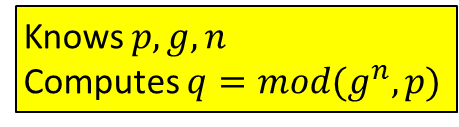 Knows p, g, n
Computes q = mod(gⁿ, p)